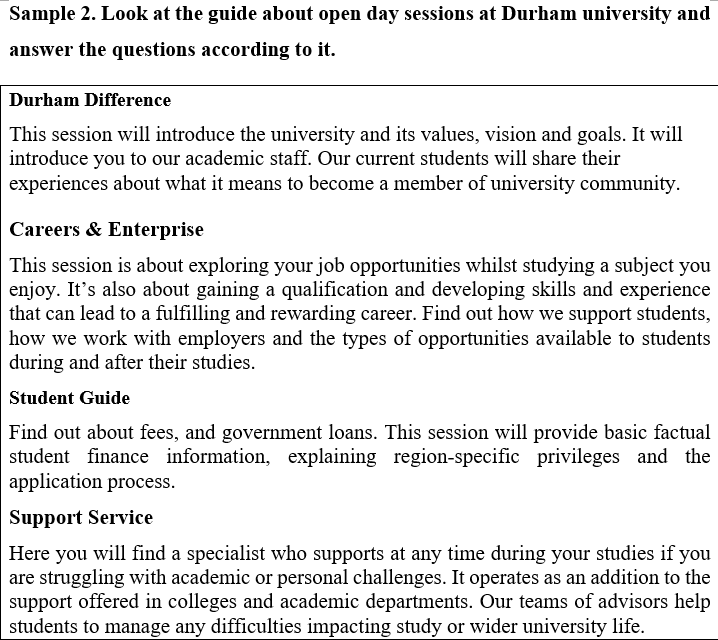 Sample 2. Look at the guide about open day sessions at Durham university and
answer the questions according to it.
Durham Difference
This session will introduce the university and its values, vision and goals. It will
introduce you to our academic staff. Our current students will share their
experiences about what it means to become a member of university community.
Careers & Enterprise
This session is about exploring your job opportunities whilst studying a subject you
enjoy. It’s also about gaining a qualification and developing skills and experience
that can lead to a fulfilling and rewarding career. Find out how we support students,
how we work with employers and the types of opportunities available to students
during and after their studies.
Student Guide
Find out about fees, and government loans. This session will provide basic factual
student finance information, explaining region-specific privileges and the
application process.
Support Service
Here you will find a specialist who supports at any time during your studies if you
are struggling with academic or personal challenges. It operates as an addition to the
support offered in colleges and academic departments. Our teams of advisors help
students to manage any difficulties impacting study or wider university life.